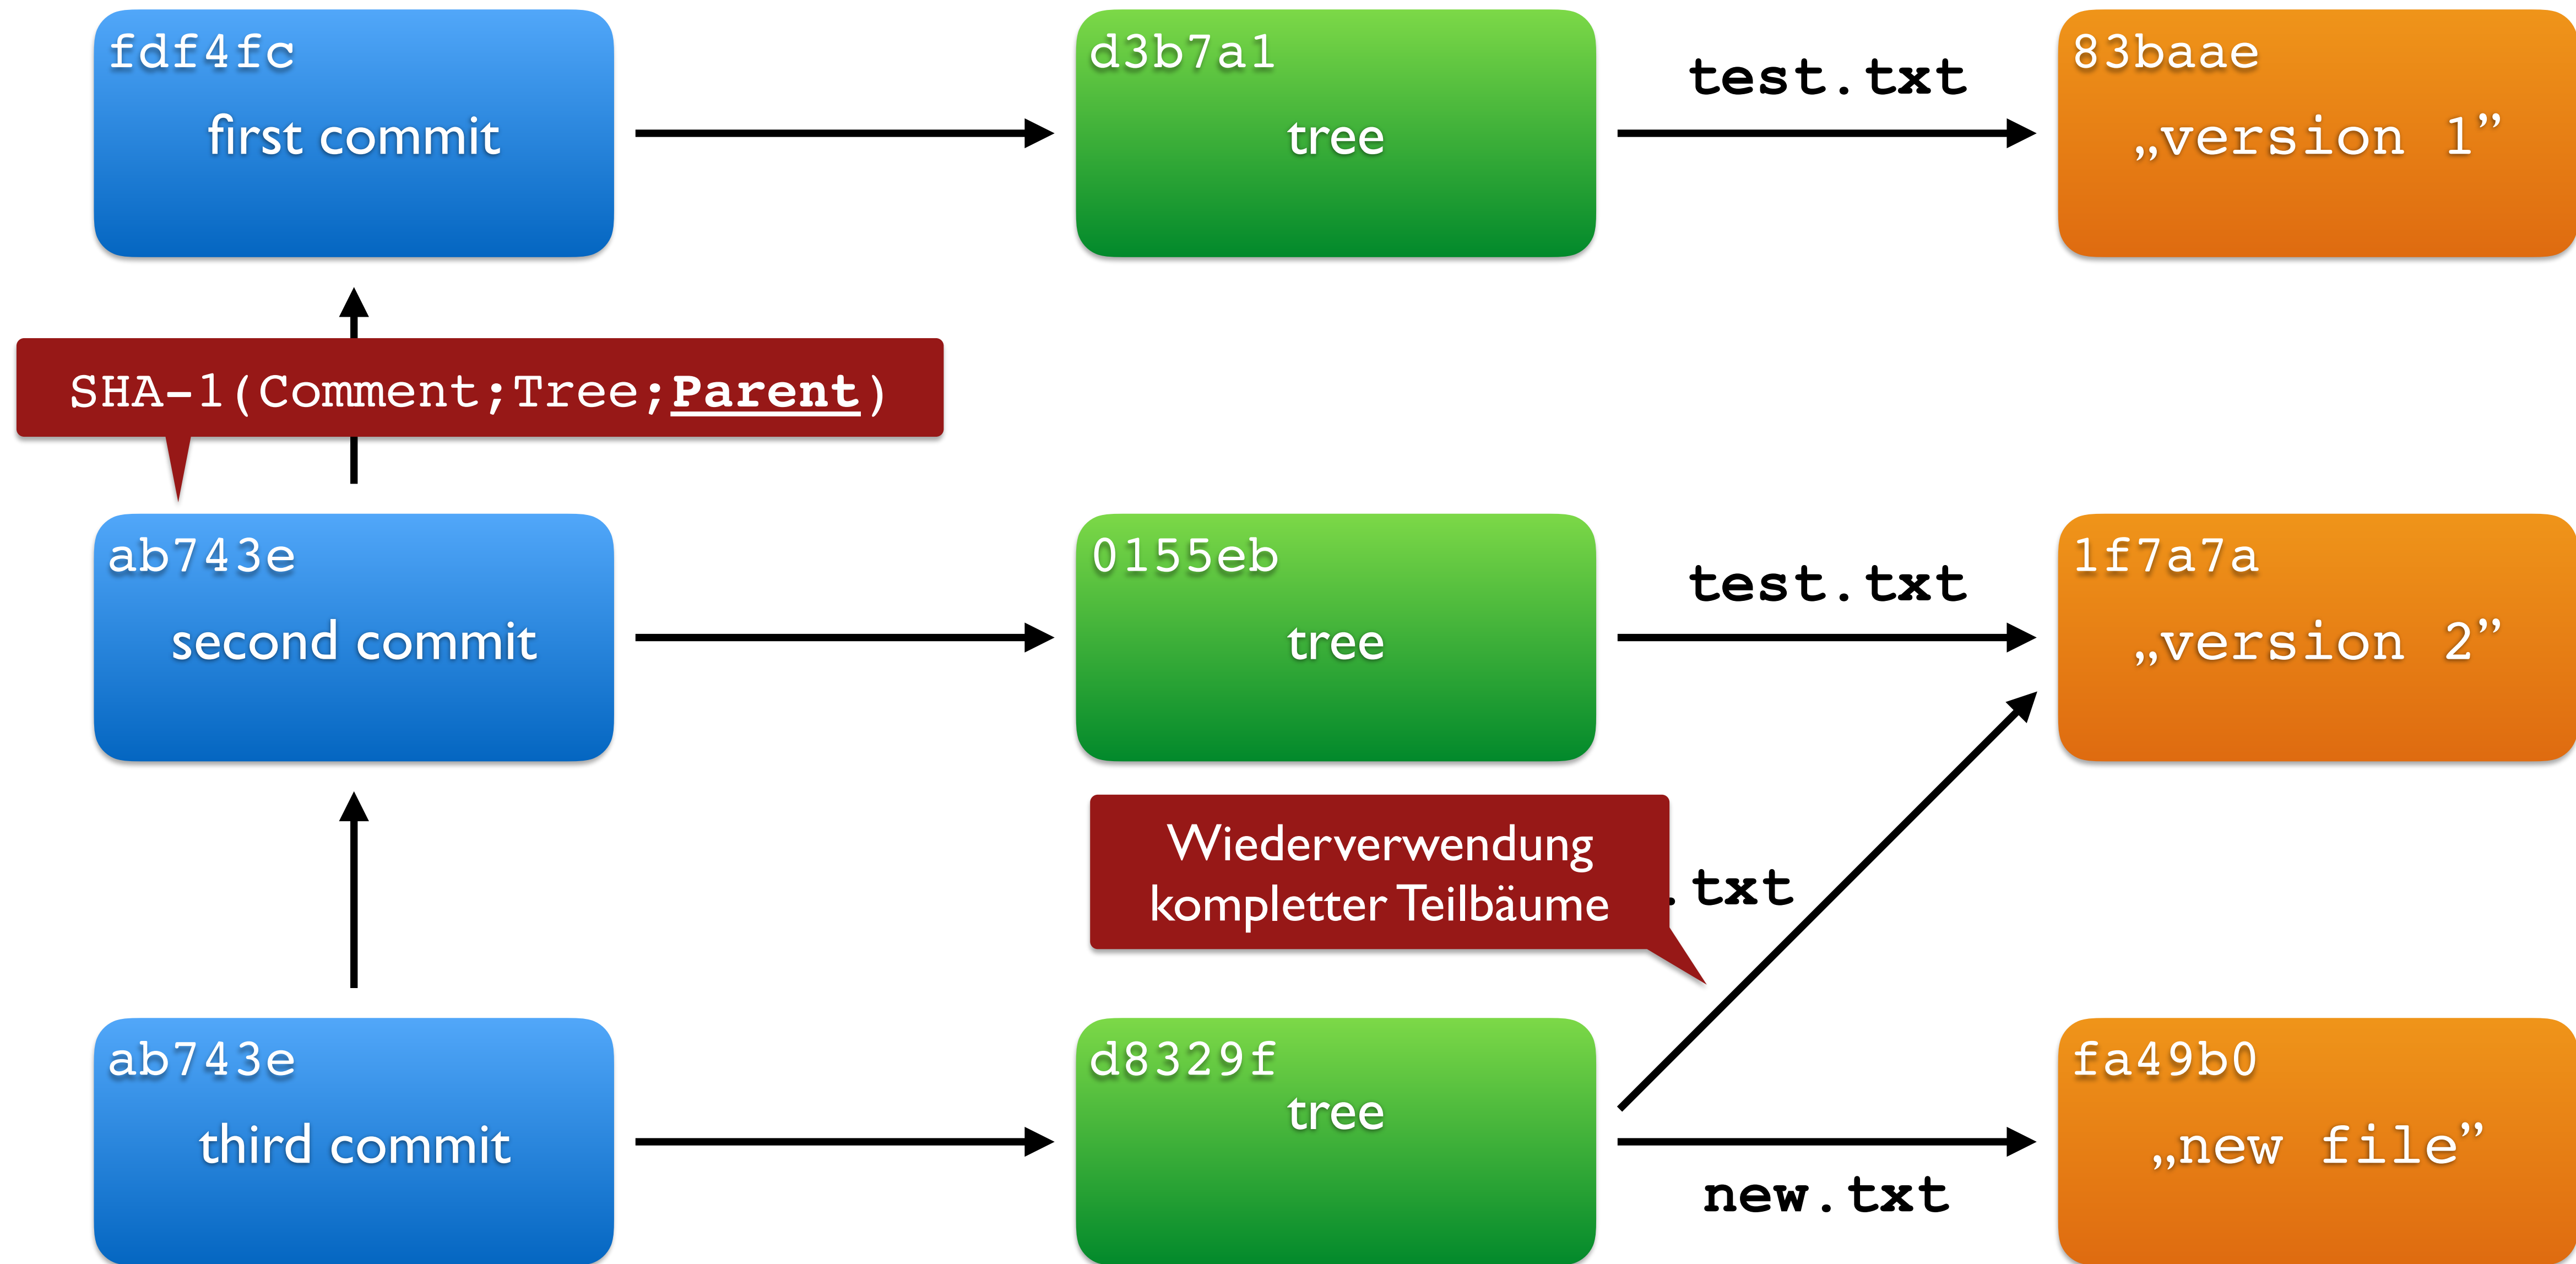 fdf4fc
first commit
d3b7a1
tree
test.txt
83baae
„version 1”
SHA-1(Comment;Tree;Parent)
ab743e
second commit
0155eb
tree
test.txt
1f7a7a
„version 2”
Wiederverwendung
kompletter Teilbäume
.txt
ab743e
third commit
d8329f
tree
new.txt
fa49b0
„new file”